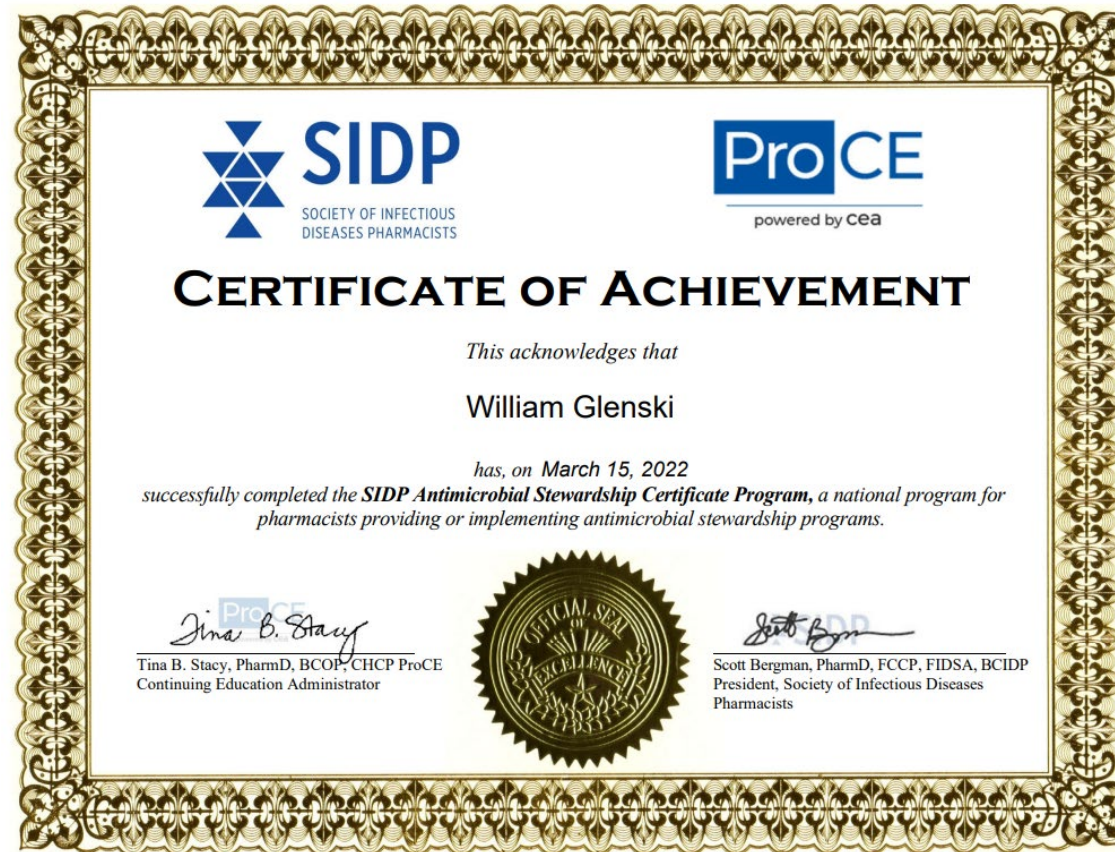 SIDP
SOCIETY OF INFECTIOUS
DISEASES PHARMACISTS
ProCE
powered by cea
CERTIFICATE OF ACHIEVEMENT
This acknowledges that
William Glenski
has, on March 15, 2022
successfully completed the SIDP Antimicrobial Stewardship Certificate Program, a national program for
pharmacists providing or implementing antimicrobial stewardship programs.
ProCE
Tina B. Stacy
Tina B. Stacy, PharmD, BCOP, CHCP ProCE
Continuing Education Administrator
OFFICIAL SEAL
OF
EXCELLENCE
SIDP
Scott Bergman, PharmD, FCCP, FIDSA, BCIDP
President, Society of Infectious Diseases
Pharmacists